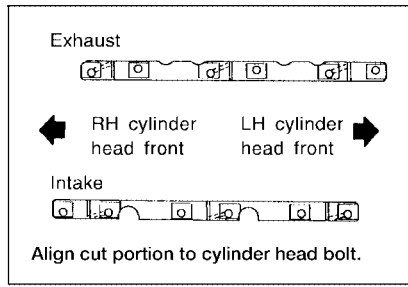 Exhaust
RH cylinder LH cylinder
head front head front
Intake
Align cut portion to cylinder head bolt.